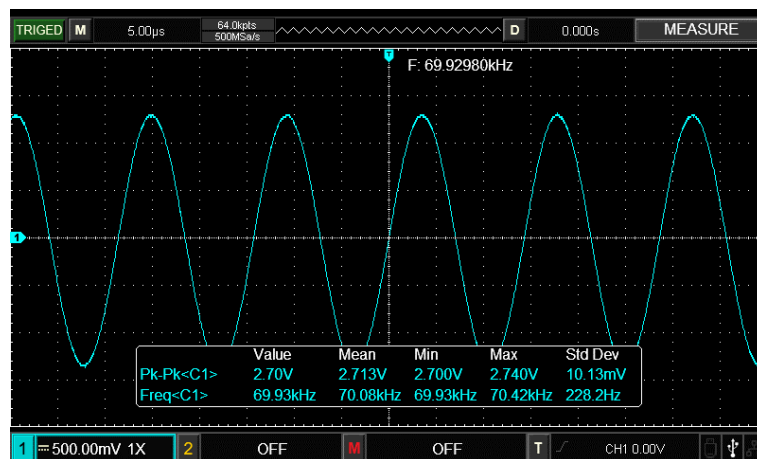 TRIGED M 5.00µs 64.0kpts 500MSa/s D 0.000s MEASURE
T
F: 69.92980kHz
1
Value Mean Min Max Std Dev
Pk-Pk<C1> 2.70V 2.713V 2.700V 2.740V 10.13mV
Freq<C1> 69.93kHz 70.08kHz 69.93kHz 70.42kHz 228.2Hz
1 500.00mV 1X 2 OFF M OFF T CH1 0.00V